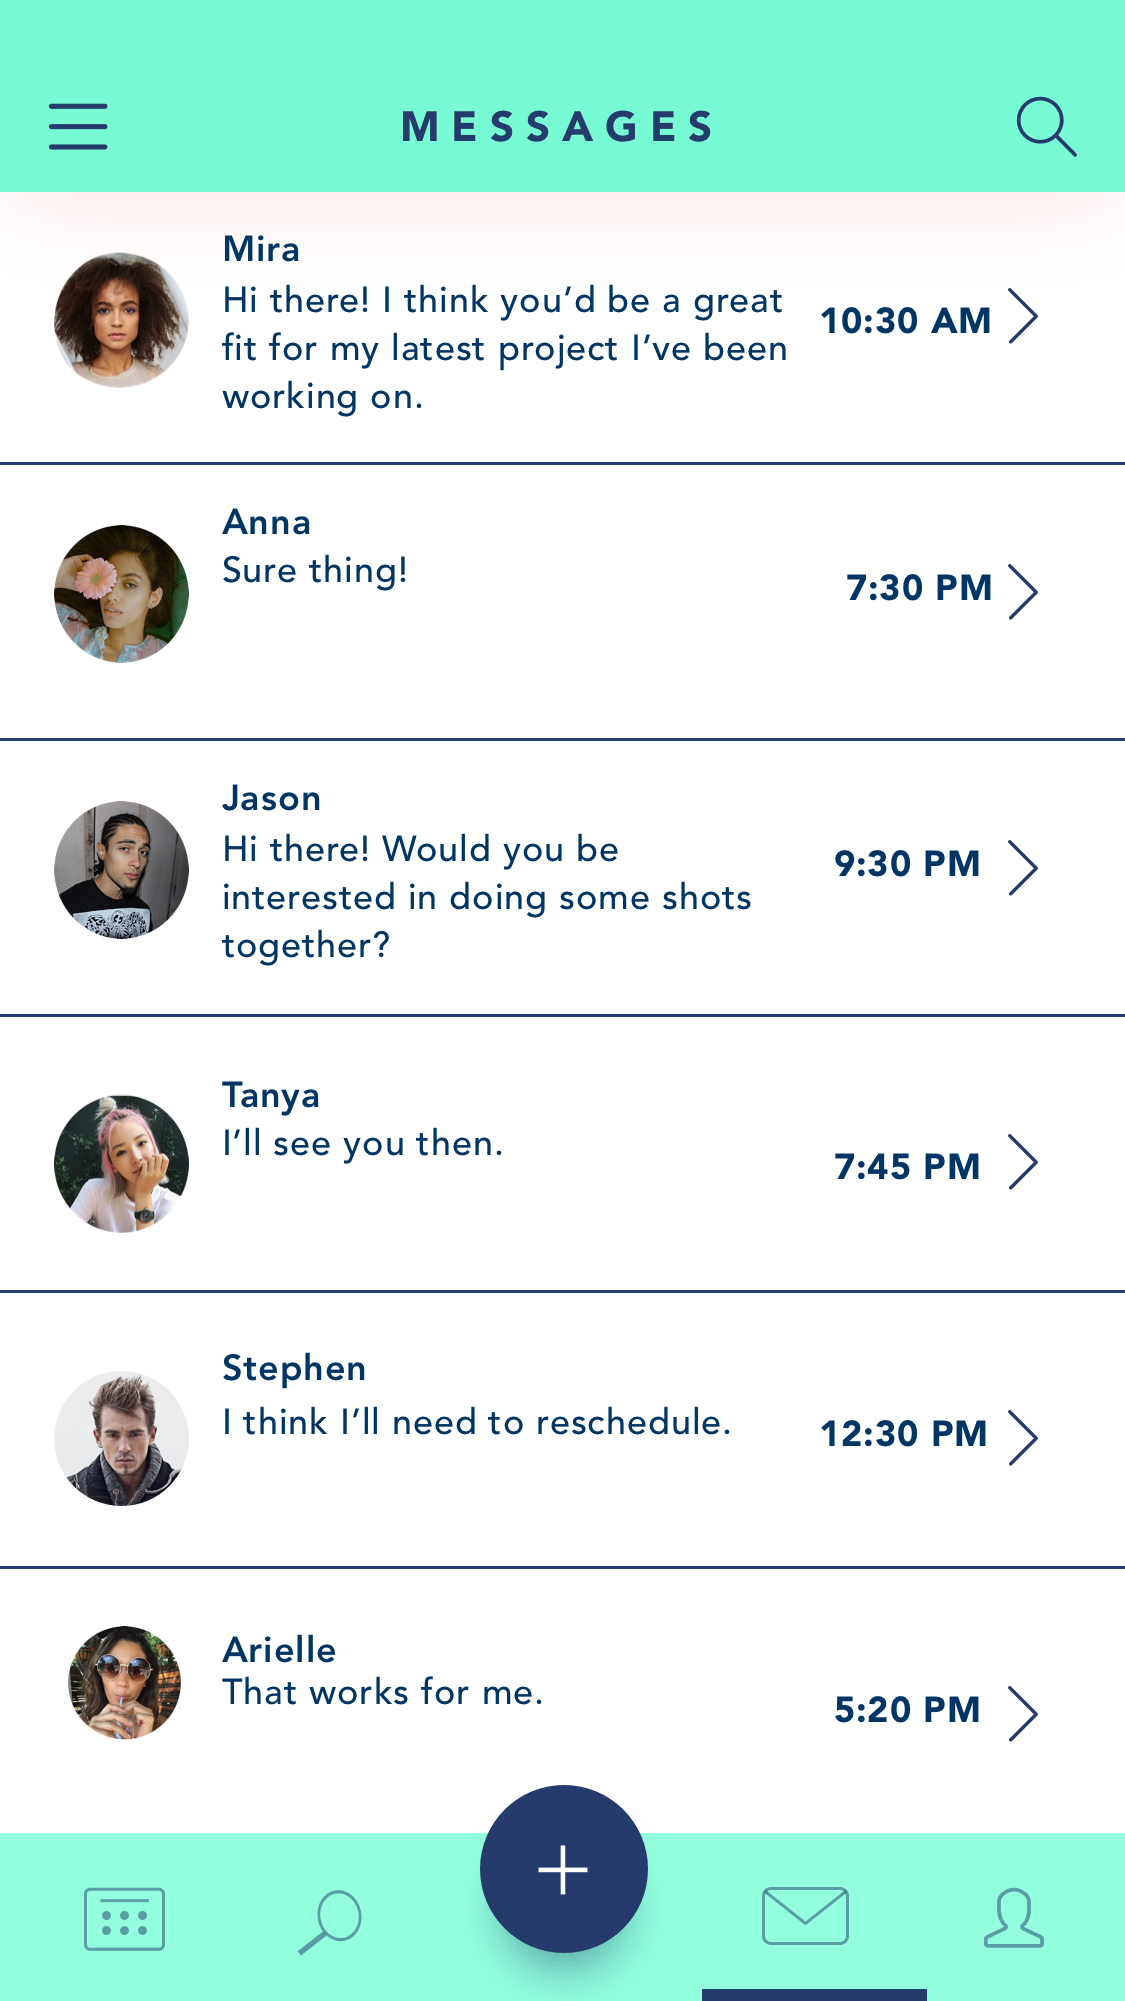 MESSAGES
Mira
Hi there! I think you’d be a great
fit for my latest project I’ve been
working on.
10:30 AM
Anna
Sure thing!
7:30 PM
Jason
Hi there! Would you be
interested in doing some shots
together?
9:30 PM
Tanya
I’ll see you then.
7:45 PM
Stephen
I think I’ll need to reschedule.
12:30 PM
Arielle
That works for me.
5:20 PM